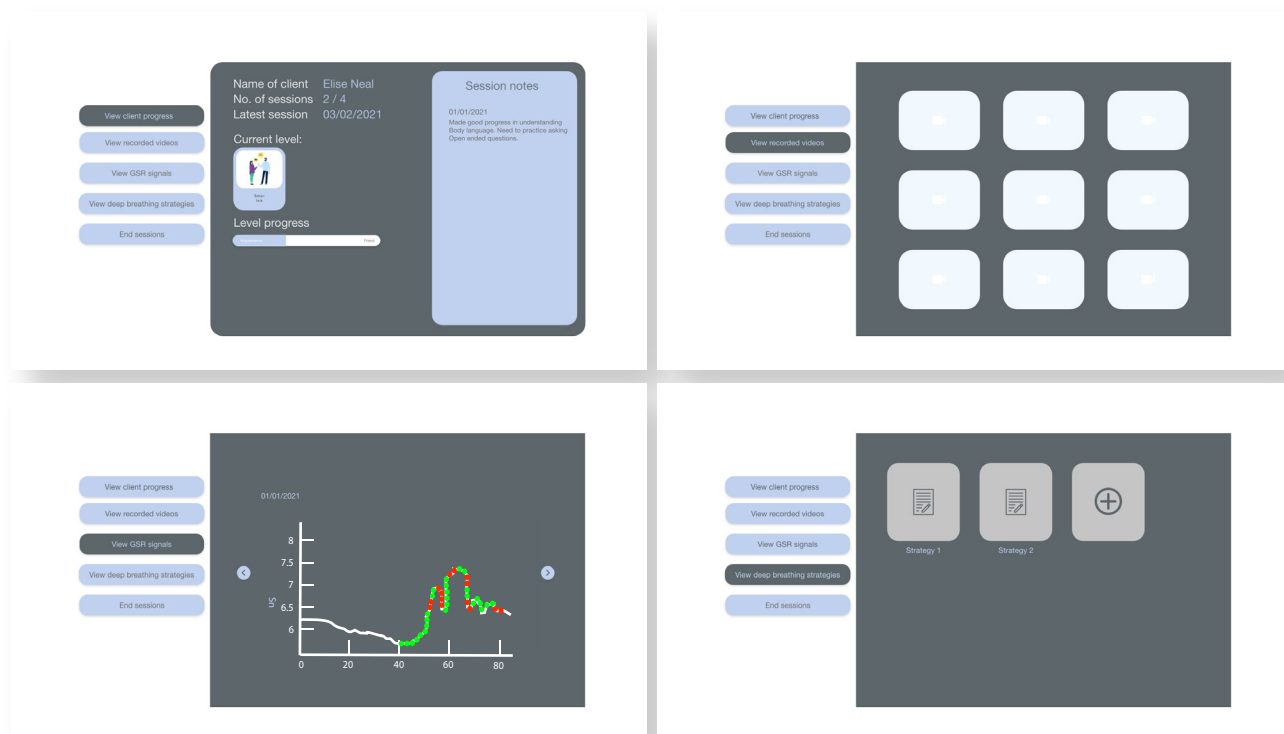 View client progress
View recorded videos
View GSR signals
View deep breathing strategies
End sessions
Name of client Elise Neal
No. of sessions 2 / 4
Latest session 03/02/2021
Current level:
Level progress
Friend
Session notes
01/01/2021
Made good progress in understanding
Body language. Need to practice asking
Open ended questions.
View client progress
View recorded videos
View GSR signals
View deep breathing strategies
End sessions
View client progress
View recorded videos
View GSR signals
View deep breathing strategies
End sessions
01/01/2021
8
7.5
7
6.5
6
0 20 40 60 80
View client progress
View recorded videos
View GSR signals
View deep breathing strategies
End sessions
Strategy 1 Strategy 2